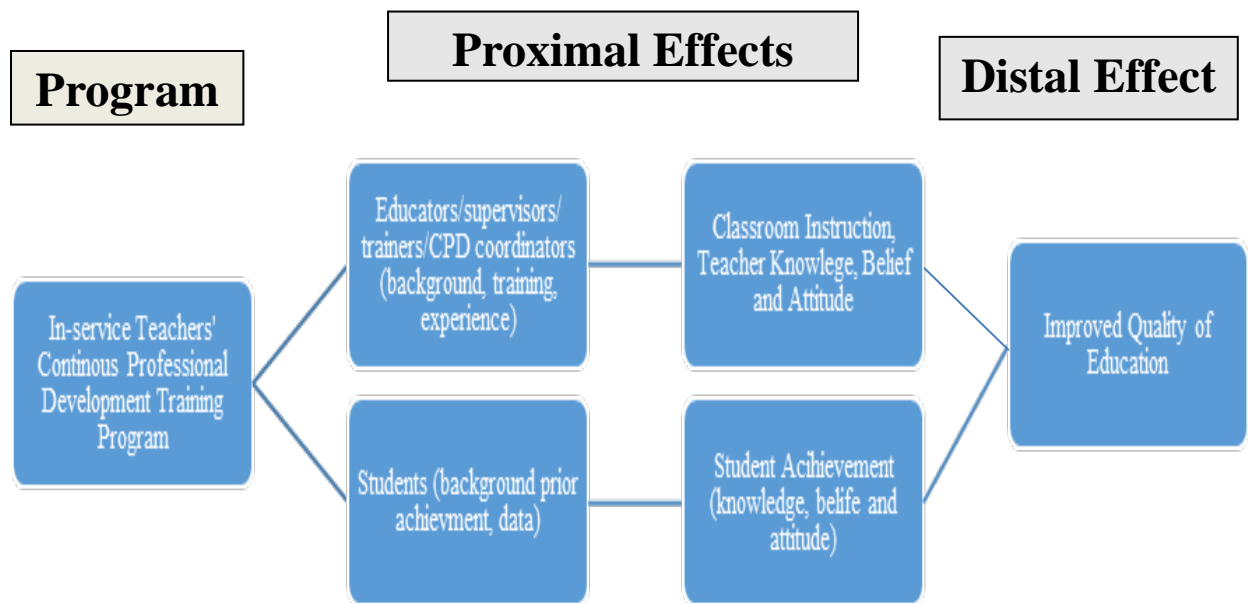 Program
Proximal Effects
Distal Effect
In-service Teachers'
Continous Professional
Development Training
Program
Educators/supervisors/
trainers/CPD coordinators
(background, training,
experience)
Students (background prior
achievment, data)
Classroom Instruction,
Teacher Knowlege, Belief
and Attitude
Student Acihievement
(knowledge, belife and
attitude)
Improved Quality of
Education